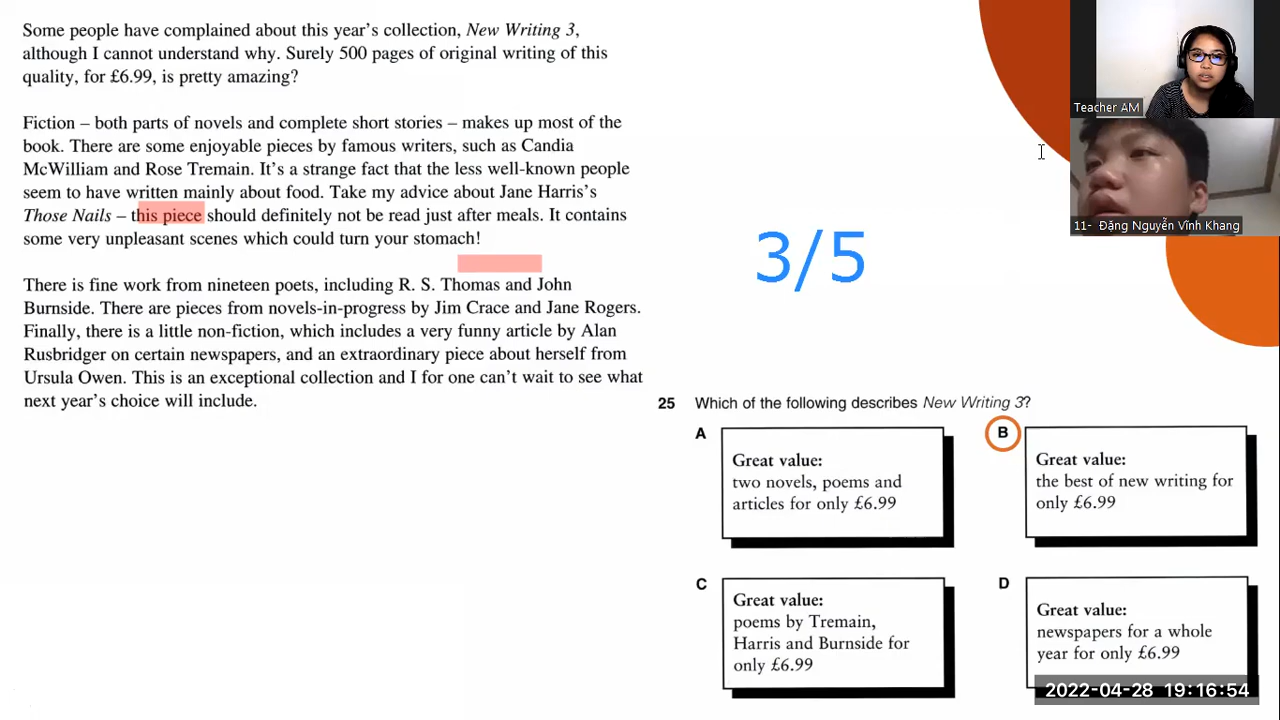 Some people have complained about this year's collection, New Writing 3,
although I cannot understand why. Surely 500 pages of original writing of this
quality, for £6.99, is pretty amazing?
Fiction – both parts of novels and complete short stories – makes up most of the
book. There are some enjoyable pieces by famous writers, such as Candia
McWilliam and Rose Tremain. It's a strange fact that the less well-known people
seem to have written mainly about food. Take my advice about Jane Harris's
Those Nails – this piece should definitely not be read just after meals. It contains
some very unpleasant scenes which could turn your stomach!
There is fine work from nineteen poets, including R. S. Thomas and John
Burnside. There are pieces from novels-in-progress by Jim Crace and Jane Rogers.
Finally, there is a little non-fiction, which includes a very funny article by Alan
Rusbridger on certain newspapers, and an extraordinary piece about herself from
Ursula Owen. This is an exceptional collection and I for one can't wait to see what
next year's choice will include.
3/5
25 Which of the following describes New Writing 3?
A
Great value:
two novels, poems and
articles for only £6.99
B
Great value:
the best of new writing for
only £6.99
C
Great value:
poems by Tremain,
Harris and Burnside for
only £6.99
D
Great value:
newspapers for a whole
year for only £6.99
Teacher AM
11- Đặng Nguyễn Vĩnh Khang
2022-04-28 19:16:54